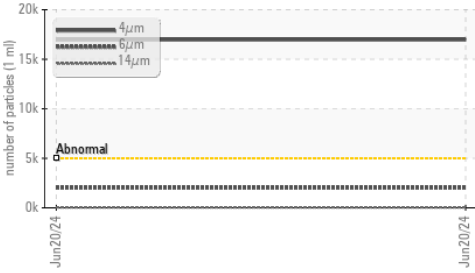 number of particles (1 ml)
20k
15k
10k
5k
0k
4µm
6µm
14µm
Abnormal
Jun20/24
Jun20/24